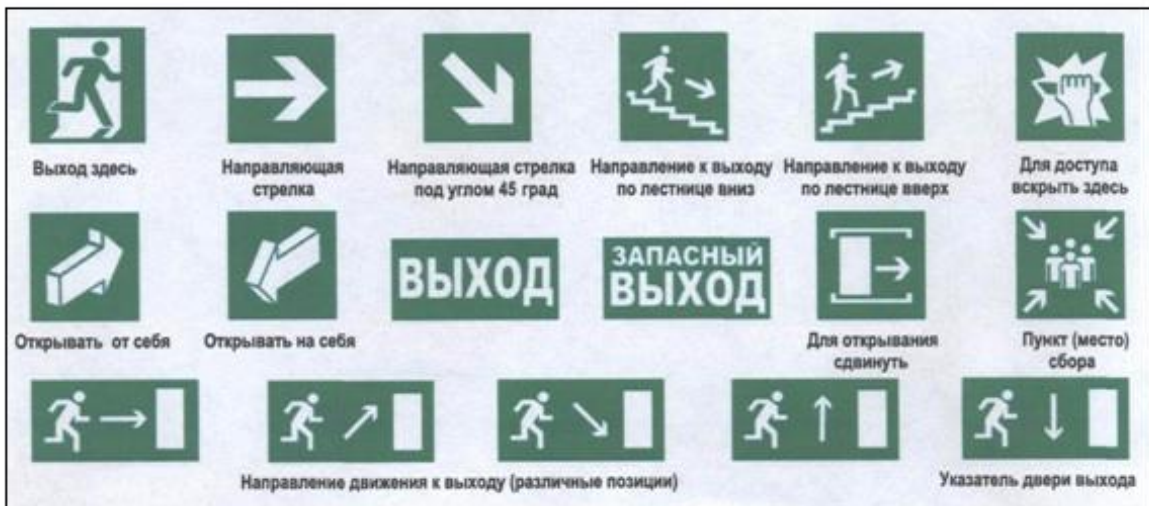 Выход здесь
Направляющая
стрелка
Направляющая стрелка
под углом 45 град
Направление к выходу
по лестнице вниз
Направление к выходу
по лестнице вверх
Для доступа
вскрыть здесь
Открывать от себя
Открывать на себя
ВЫХОД
ЗАПАСНЫЙ
ВЫХОД
Для открывания
сдвинуть
Пункт (место)
сбора
Направление движения к выходу (различные позиции)
Указатель двери выхода